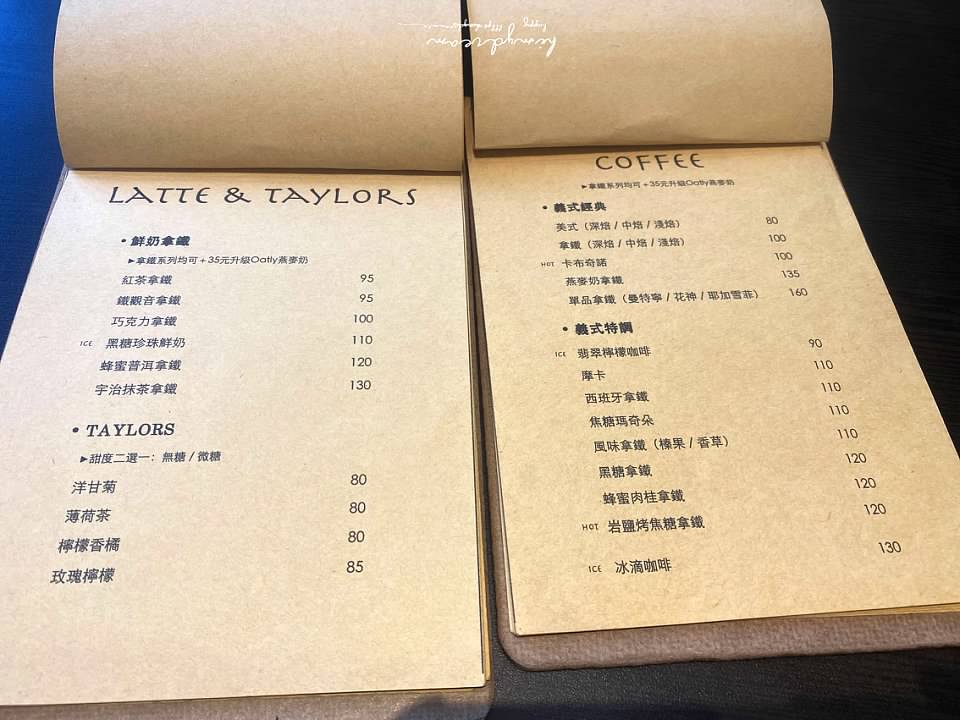 himydream
LATTE & TAYLORS
• 鮮奶拿鐵
►拿鐵系列均可+35元升級Oatly燕麥奶
紅茶拿鐵 95
鐵觀音拿鐵 95
巧克力拿鐵 100
ICE 黑糖珍珠鮮奶 110
蜂蜜普洱拿鐵 120
宇治抹茶拿鐵 130
• TAYLORS
►甜度二選一：無糖 / 微糖
洋甘菊 80
薄荷茶 80
檸檬香橘 80
玫瑰檸檬 85
COFFEE
►拿鐵系列均可+35元升級Oatly燕麥奶
• 義式經典
美式（深焙 / 中焙 / 淺焙） 80
拿鐵（深焙 / 中焙 / 淺焙） 100
HOT 卡布奇諾 100
燕麥奶拿鐵 135
單品拿鐵（曼特寧 / 花神 / 耶加雪菲） 160
• 義式特調
ICE 翡翠檸檬咖啡 90
摩卡 110
西班牙拿鐵 110
焦糖瑪奇朵 110
風味拿鐵（榛果 / 香草） 110
黑糖拿鐵 120
蜂蜜肉桂拿鐵 120
HOT 岩鹽烤焦糖拿鐵 120
ICE 冰滴咖啡 130